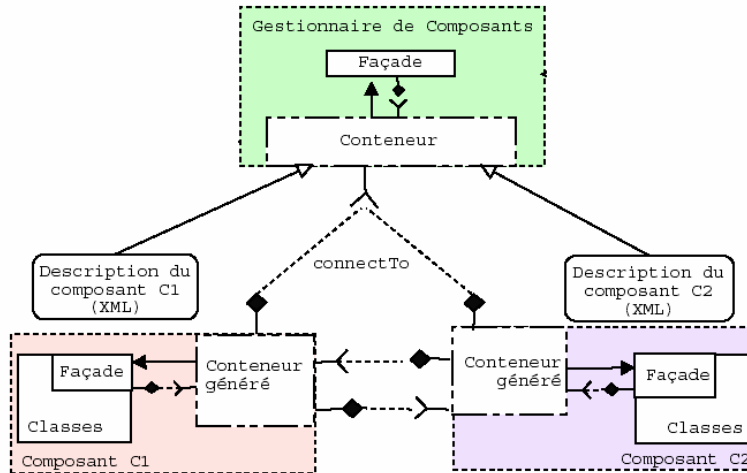 Gestionnaire de Composants
Façade
Conteneur
Description du
composant C1
(XML)
connectTo
Description du
composant C2
(XML)
Façade
Classes
Conteneur
généré
Composant C1
Conteneur
généré
Façade
Classes
Composant C2